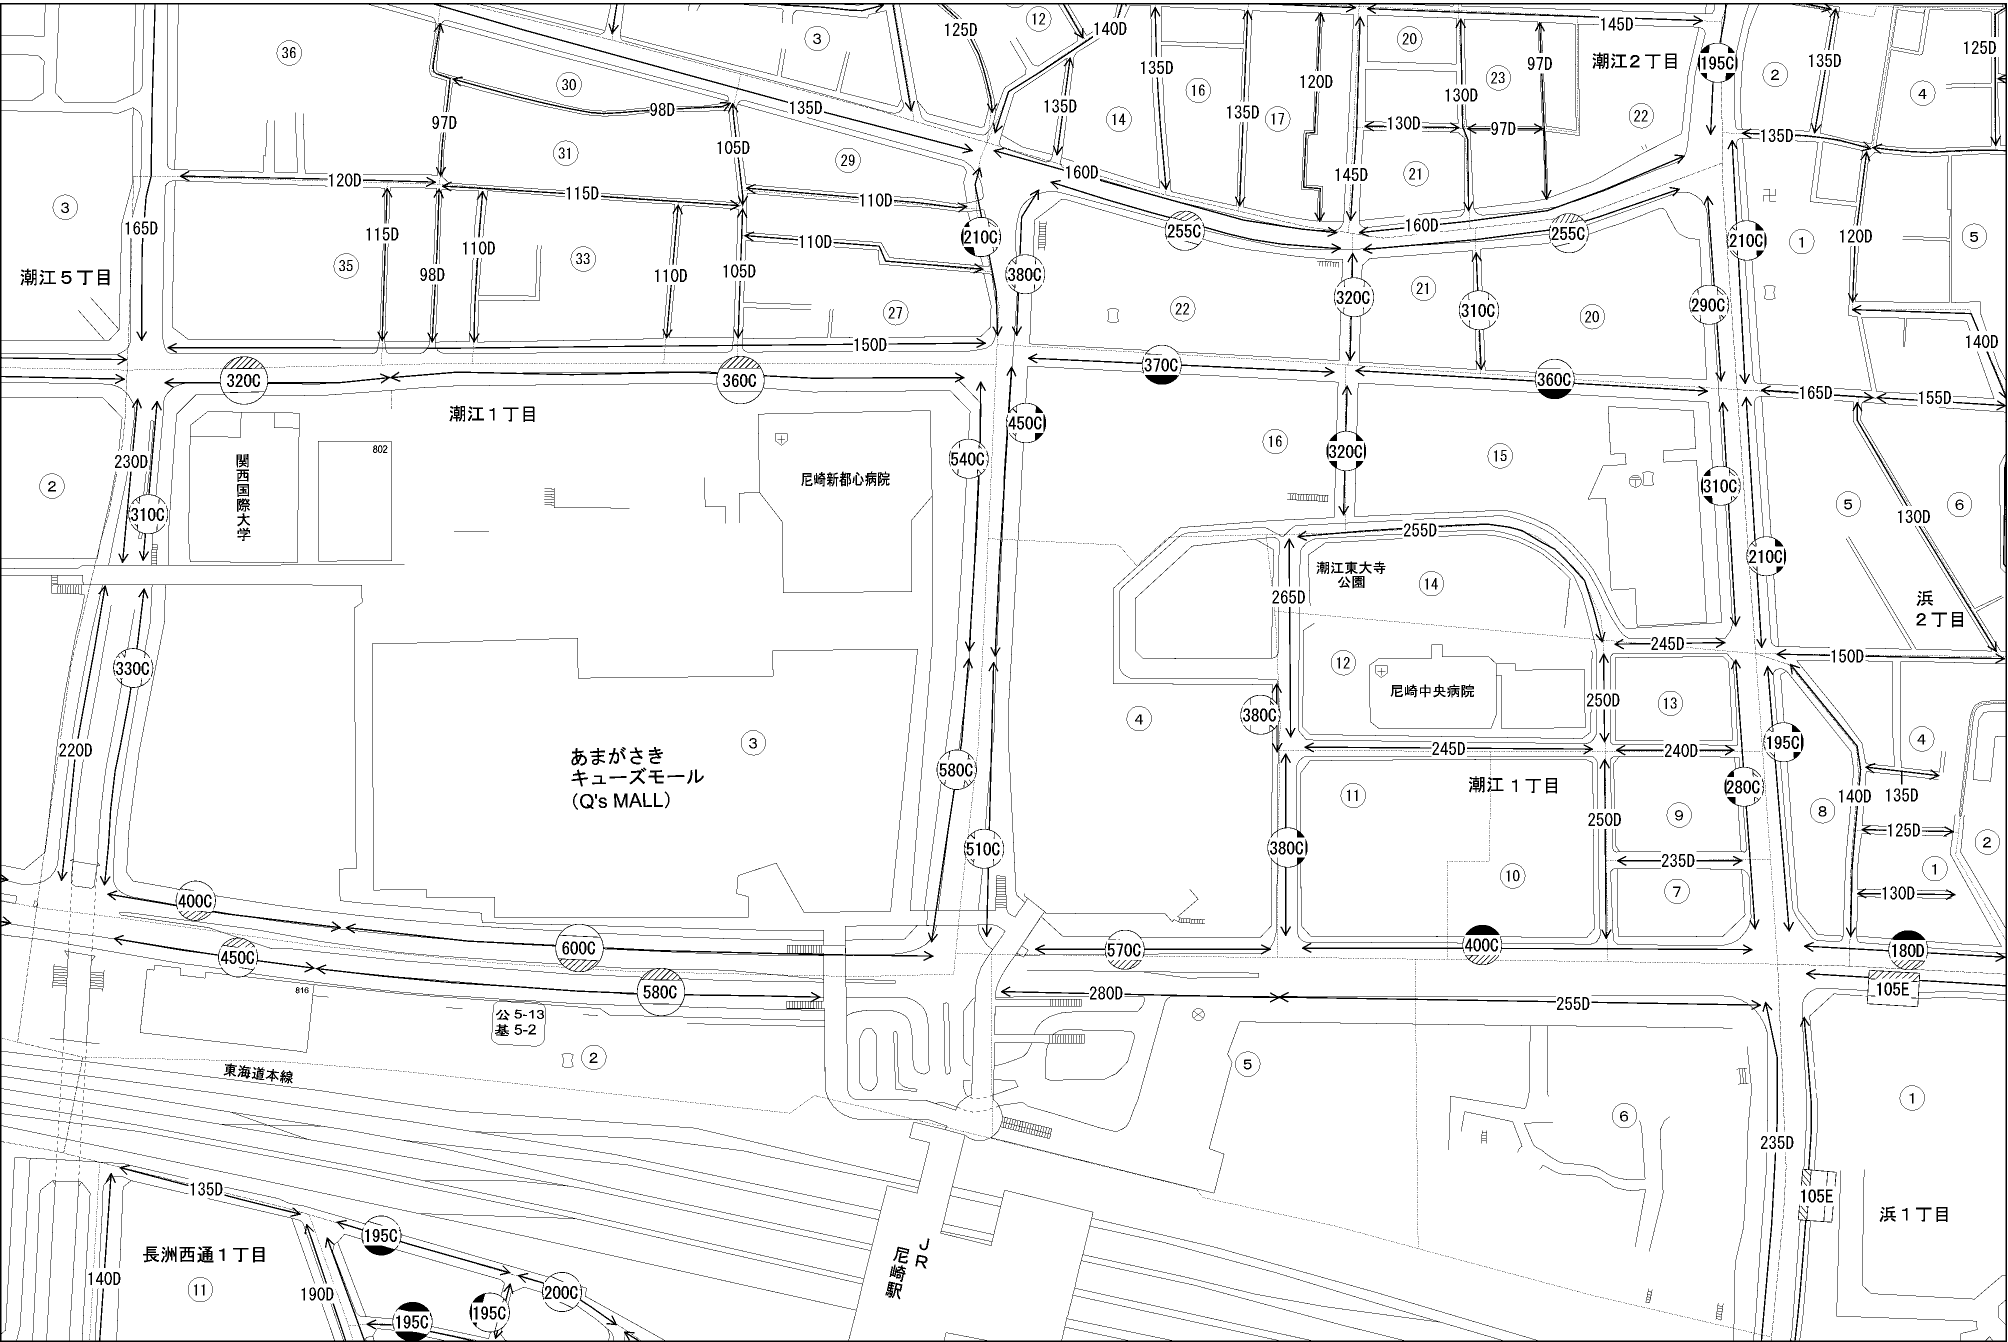 12
140D
125D
3
36
30
135D
98D
97D
31
105D
29
135D
14
135D
16
135D
17
120D
145D
20
130D
23
97D
潮江２丁目
22
145D
195C
2
135D
4
125D
130D
97D
135D
3
165D
120D
115D
110D
160D
145D
21
160D
210C
255C
255C
210C
1
120D
5
潮江５丁目
35
115D
98D
110D
33
110D
110D
105D
380C
320C
21
310C
20
290C
27
22
150D
140D
320C
360C
370C
360C
165D
155D
潮江１丁目
802
関西国際大学
尼崎新都心病院
2
230D
310C
540C
450C
16
320C
15
310C
5
6
130D
255D
潮江東大寺
公園
14
265D
210C
浜
２丁目
330C
12
尼崎中央病院
245D
150D
250D
13
380C
4
220D
3
あまがさき
キューズモール
（Q's MALL）
580C
245D
240D
195C
4
潮江１丁目
280C
11
250D
9
8
140D
135D
125D
2
510C
380C
235D
10
7
1
130D
400C
600C
570C
400C
180D
450C
580C
280D
255D
105E
816
公 5-13
基 5-2
2
東海道本線
5
6
1
235D
105E
浜１丁目
135D
195C
長洲西通１丁目
11
140D
190D
195C
195C
200C
ＪＲ
尼崎駅